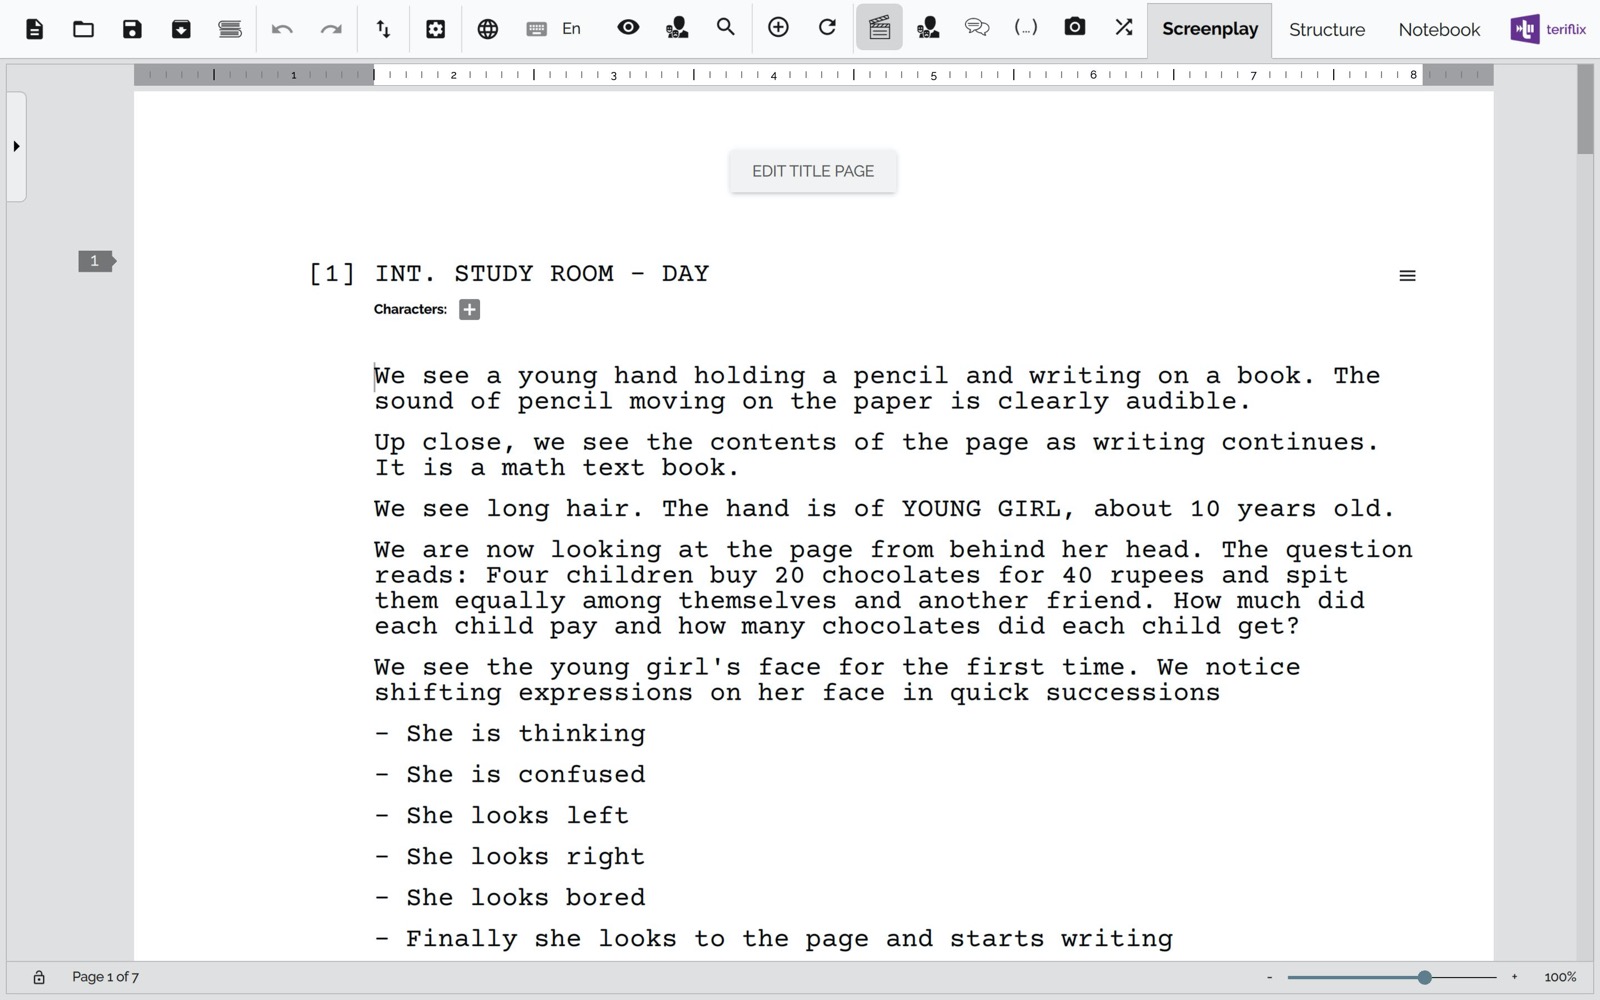 En
(...)
Screenplay
Structure
Notebook
teriflix
1 2 3 4 5 6 7 8
EDIT TITLE PAGE
1
[1] INT. STUDY ROOM - DAY
Characters:
We see a young hand holding a pencil and writing on a book. The
sound of pencil moving on the paper is clearly audible.
Up close, we see the contents of the page as writing continues.
It is a math text book.
We see long hair. The hand is of YOUNG GIRL, about 10 years old.
We are now looking at the page from behind her head. The question
reads: Four children buy 20 chocolates for 40 rupees and spit
them equally among themselves and another friend. How much did
each child pay and how many chocolates did each child get?
We see the young girl's face for the first time. We notice
shifting expressions on her face in quick successions
- She is thinking
- She is confused
- She looks left
- She looks right
- She looks bored
- Finally she looks to the page and starts writing
Page 1 of 7
- + 100%